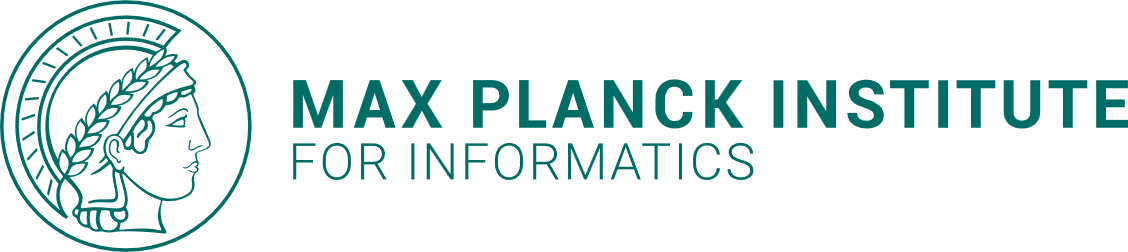 MAX PLANCK INSTITUTE
FOR INFORMATICS